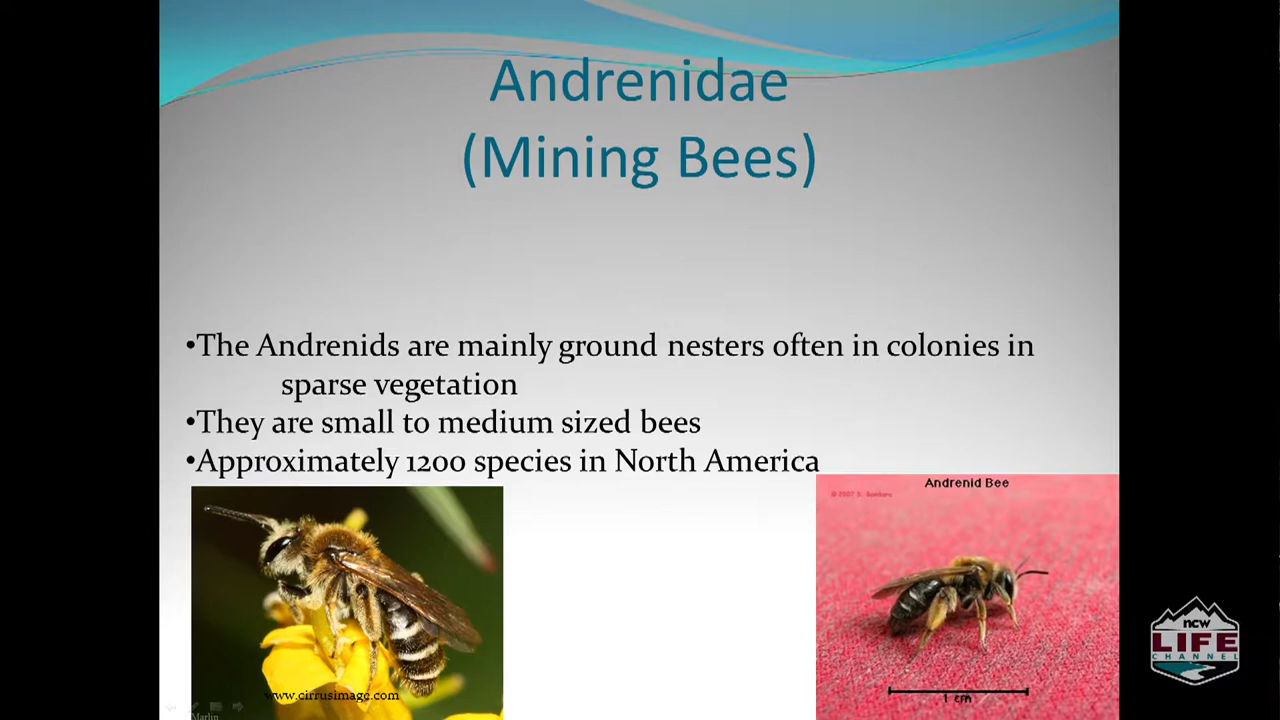 Andrenidae
(Mining Bees)
•The Andrenids are mainly ground nesters often in colonies in
sparse vegetation
•They are small to medium sized bees
•Approximately 1200 species in North America
Andrenid Bee
© 2007 S.
www.cirrusimage.com
1 cm
Marlin
ncw
LIFE
CHANNEL